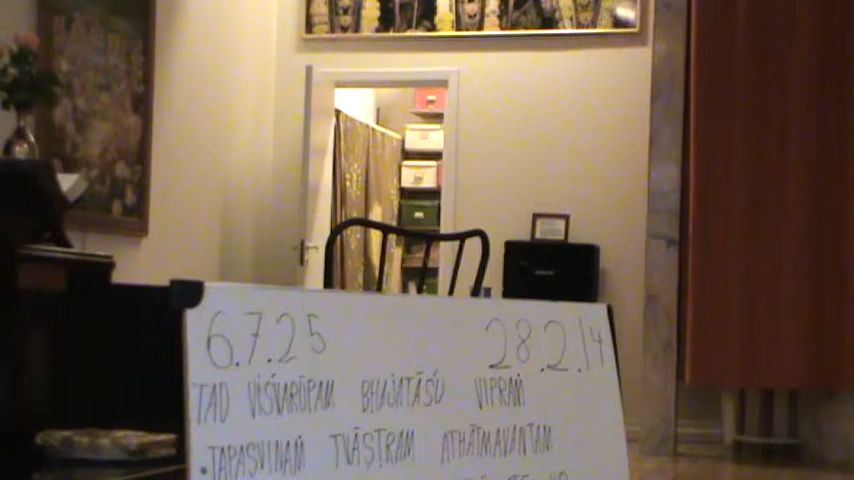 6.7.25 28.2.14
TAD VIŚVARŪPAṀ BHAJATĀŚU VIPRAṀ
TAPASVINAṀ TVĀṢṬRAM ATHĀTMAVANTAM